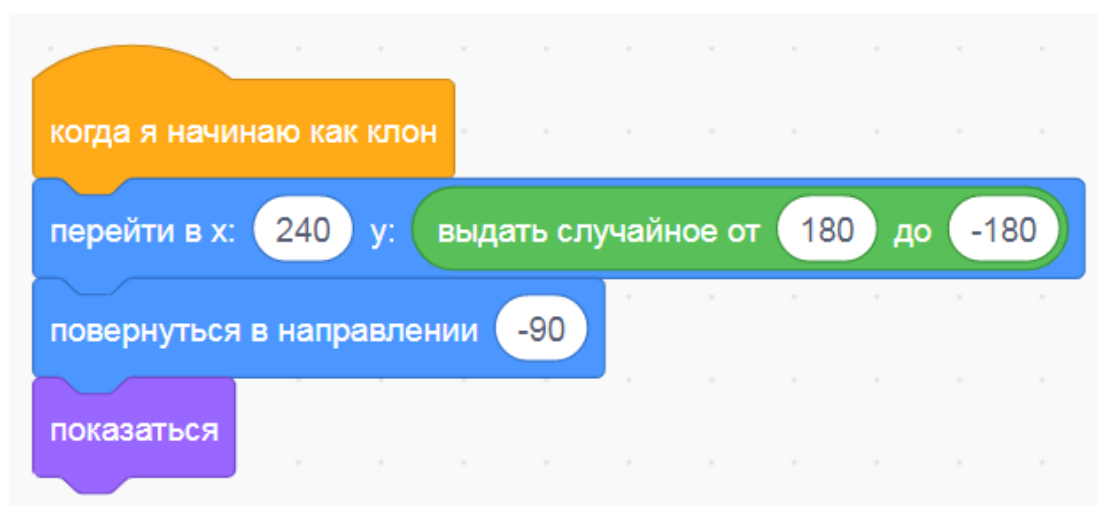 когда я начинаю как клон
перейти в x: 240 y: выдать случайное от 180 до -180
повернуться в направлении -90
показаться